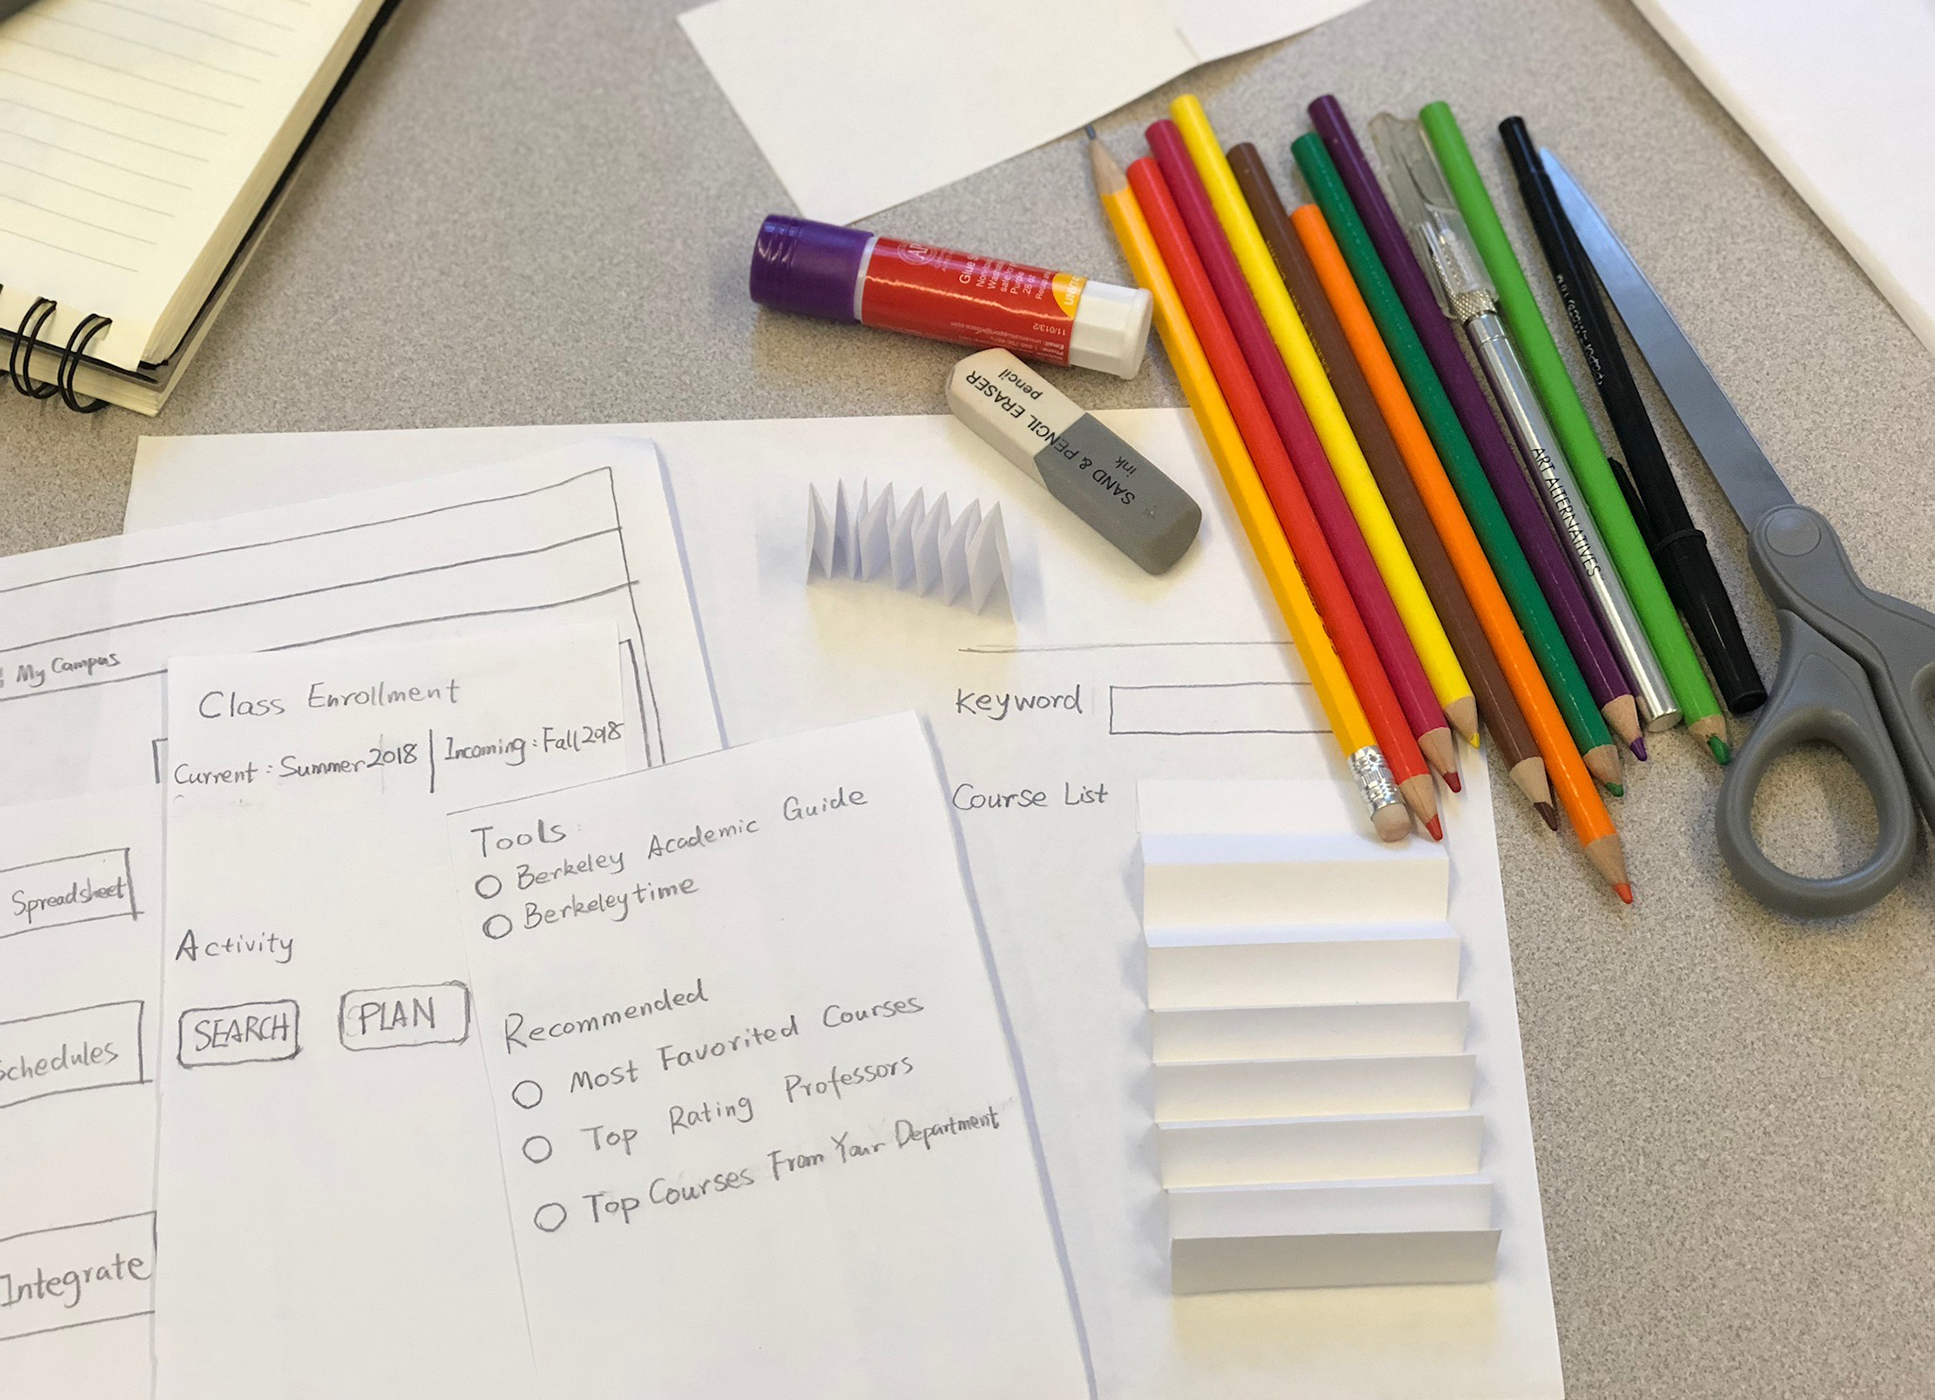 My Campus
Class Enrollment
Current : Summer 2018 | Incoming : Fall 2018
Spreadsheet
Activity
SEARCH
PLAN
Schedules
Integrate
Tools
Berkeley Academic Guide
Berkeleytime
Recommended
Most Favorited Courses
Top Rating Professors
Top Courses From Your Department
Keyword
Course List
SAND & PENCIL ERASER
pencil
ink
ART ALTERNATIVES